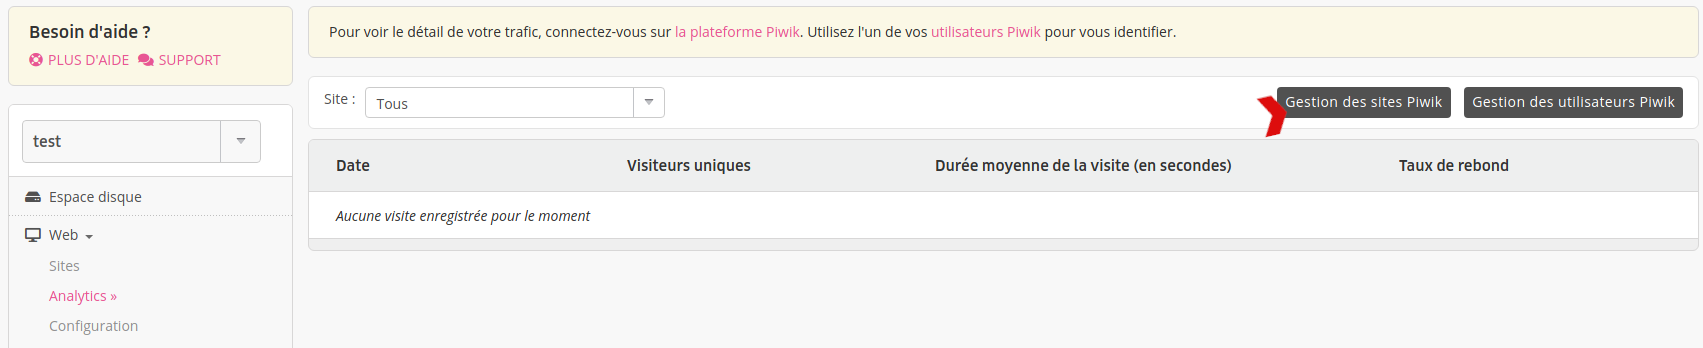 Besoin d'aide ?
PLUS D'AIDE SUPPORT
test
Espace disque
Web
Sites
Analytics »
Configuration
Pour voir le détail de votre trafic, connectez-vous sur la plateforme Piwik. Utilisez l'un de vos utilisateurs Piwik pour vous identifier.
Site : Tous Gestion des sites Piwik Gestion des utilisateurs Piwik
Date Visiteurs uniques Durée moyenne de la visite (en secondes) Taux de rebond
Aucune visite enregistrée pour le moment